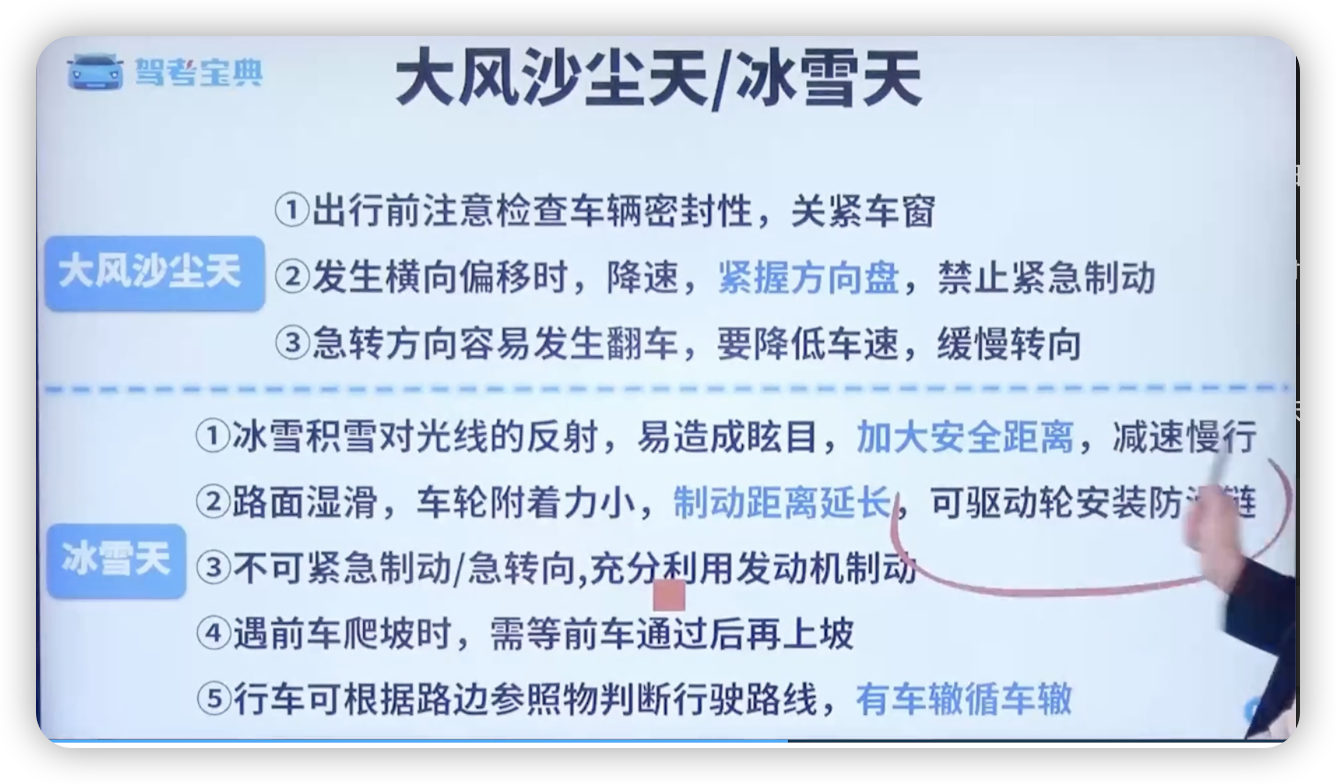 驾考宝典
大风沙尘天/冰雪天
①出行前注意检查车辆密封性，关紧车窗
大风沙尘天
②发生横向偏移时，降速，紧握方向盘，禁止紧急制动
③急转方向容易发生翻车，要降低车速，缓慢转向
①冰雪积雪对光线的反射，易造成眩目，加大安全距离，减速慢行
②路面湿滑，车轮附着力小，制动距离延长，可驱动轮安装防滑链
冰雪天
③不可紧急制动/急转向,充分利用发动机制动
④遇前车爬坡时，需等前车通过后再上坡
⑤行车可根据路边参照物判断行驶路线，有车辙循车辙